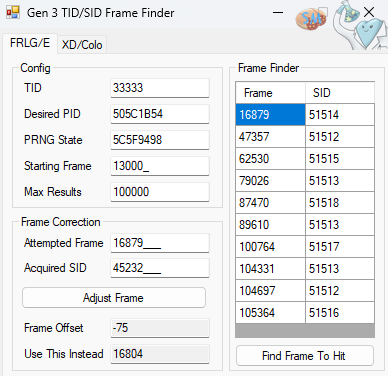 Gen 3 TID/SID Frame Finder
FRLG/E XD/Colo
Config
TID 33333
Desired PID 505C1B54
PRNG State 5C5F9498
Starting Frame 13000_
Max Results 100000
Frame Correction
Attempted Frame 16879___
Acquired SID 45232___
Adjust Frame
Frame Offset -75
Use This Instead 16804
Frame Finder
Frame SID
16879 51514
47357 51512
62530 51515
79026 51513
87470 51518
89610 51513
100764 51517
104331 51513
104697 51512
105364 51516
Find Frame To Hit